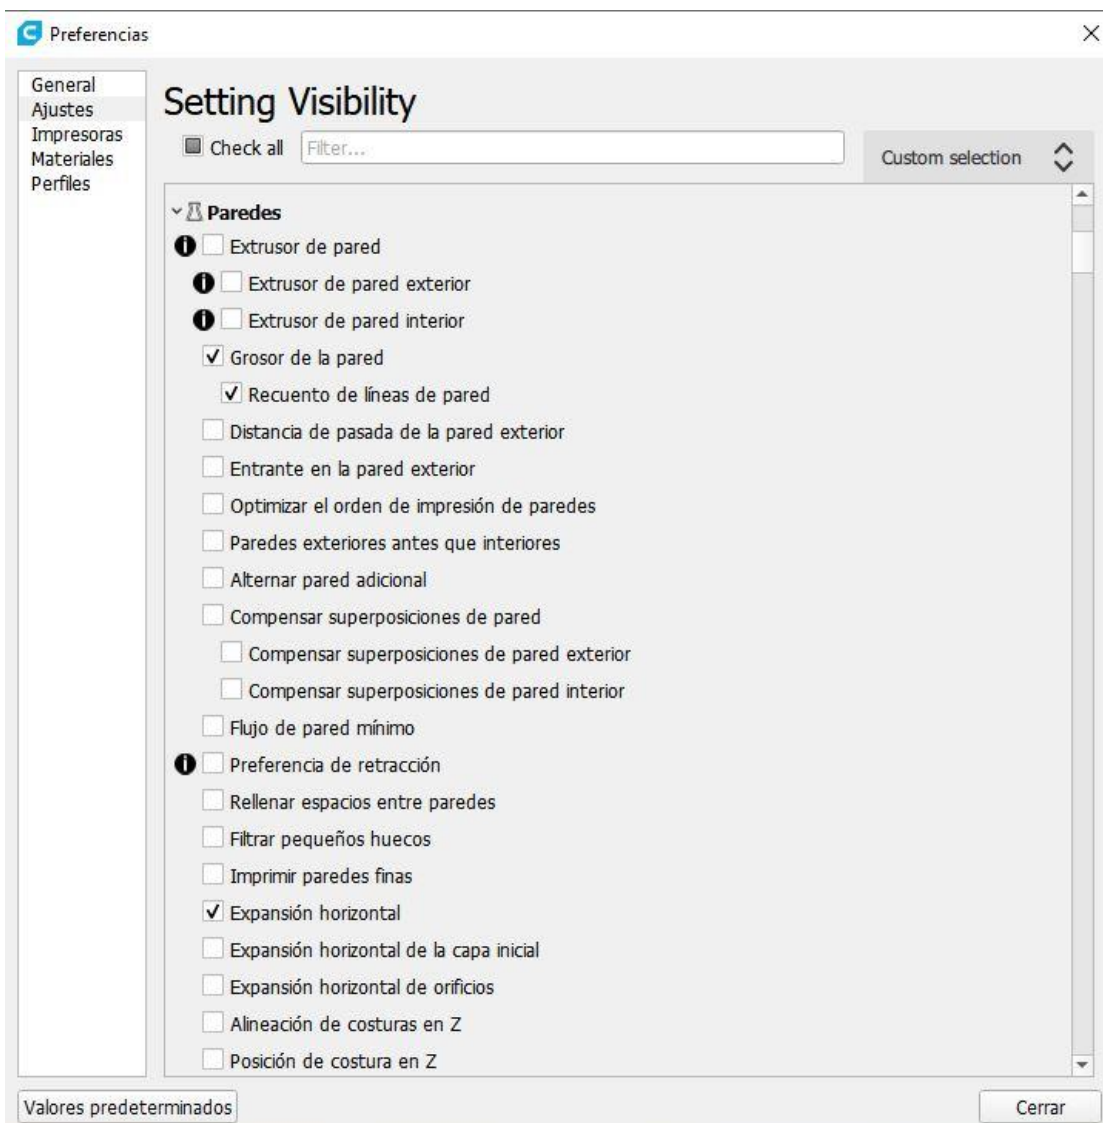 Preferencias
General
Ajustes
Impresoras
Materiales
Perfiles
Setting Visibility
Check all
Filter...
Custom selection
Paredes
Extrusor de pared
Extrusor de pared exterior
Extrusor de pared interior
Grosor de la pared
Recuento de líneas de pared
Distancia de pasada de la pared exterior
Entrante en la pared exterior
Optimizar el orden de impresión de paredes
Paredes exteriores antes que interiores
Alternar pared adicional
Compensar superposiciones de pared
Compensar superposiciones de pared exterior
Compensar superposiciones de pared interior
Flujo de pared mínimo
Preferencia de retracción
Rellenar espacios entre paredes
Filtrar pequeños huecos
Imprimir paredes finas
Expansión horizontal
Expansión horizontal de la capa inicial
Expansión horizontal de orificios
Alineación de costuras en Z
Posición de costura en Z
Valores predeterminados
Cerrar